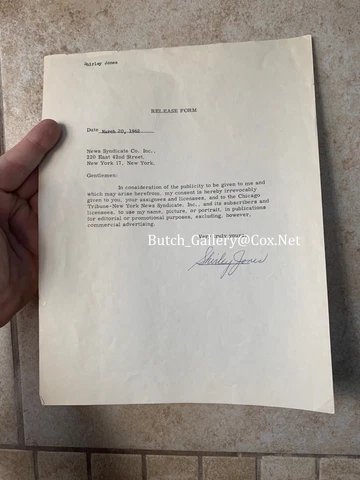 Shirley Jones
RELEASE FORM
Date March 20, 1962
News Syndicate Co. Inc.,
220 East 42nd Street,
New York 17, New York,
Gentlemen:
In consideration of the publicity to be given to me and
which may arise herefrom, my consent is hereby irrevocably
given to you, your assignees and licensees, and to the Chicago
Tribune-New York News Syndicate, Inc., and its subscribers and
licensees, to use my name, picture, or portrait, in publications
for editorial or promotional purposes, excluding, however,
commercial advertising.
Butch_Gallery@Cox.Net
Very truly yours,
Shirley Jones